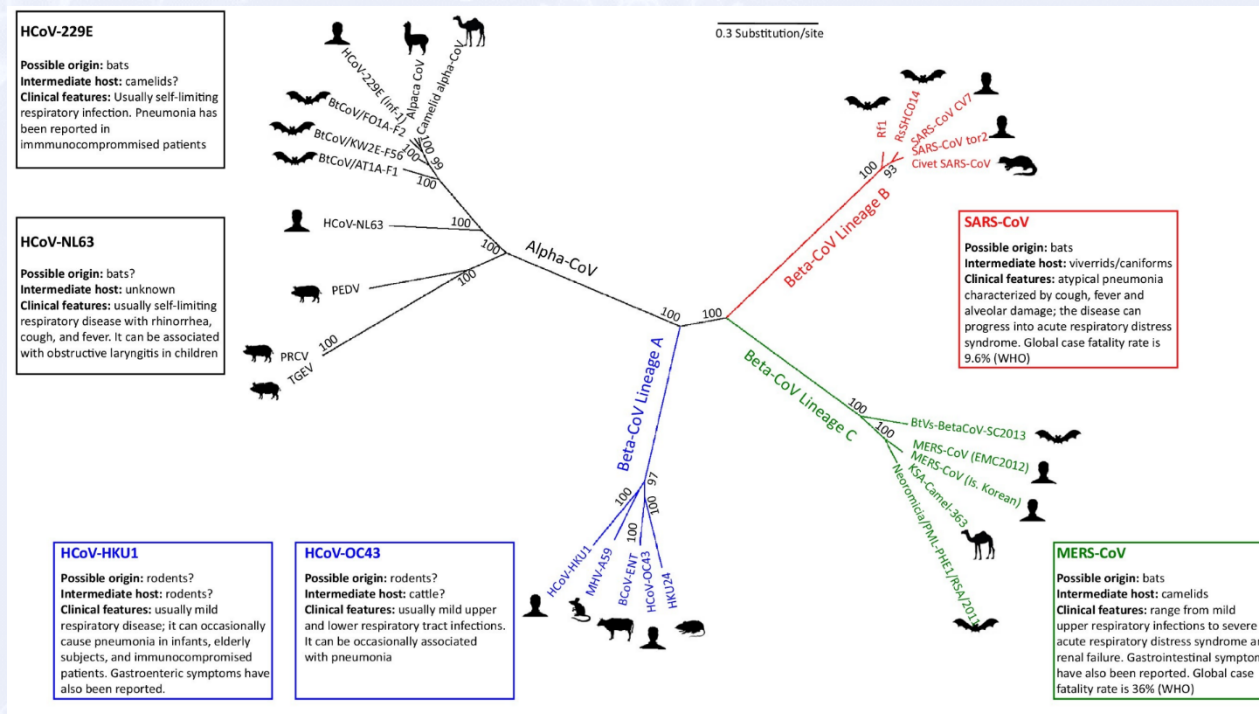 HCoV-229E
Possible origin: bats
Intermediate host: camelids?
Clinical features: Usually self-limiting
respiratory infection. Pneumonia has
been reported in
immmunocomprommised patients
HCoV-NL63
Possible origin: bats?
Intermediate host: unknown
Clinical features: usually self-limiting
respiratory disease with rhinorrhea,
cough, and fever. It can be associated
with obstructive laryngitis in children
HCoV-229E (inf-1)
Alpaca CoV
Camelid alpha-CoV
BtCoV/FO1A-F2
BtCoV/KW2E-F56
BtCoV/AT1A-F1
100
99
100
100
HCoV-NL63
100
100
PEDV
100
PRCV
100
TGEV
Alpha-CoV
0.3 Substitution/site
Rf1
RsSHC014
SARS-CoV CV7
SARS-CoV tor2
Civet SARS-CoV
100
93
Beta-CoV Lineage B
SARS-CoV
Possible origin: bats
Intermediate host: viverrids/caniforms
Clinical features: atypical pneumonia
characterized by cough, fever and
alveolar damage; the disease can
progress into acute respiratory distress
syndrome. Global case fatality rate is
9.6% (WHO)
100
100
Beta-CoV Lineage A
Beta-CoV Lineage C
100
100
BtVs-BetaCoV-SC2013
MERS-CoV (EMC2012)
MERS-CoV (Is. Korean)
KSA-Camel-363
Neoromicia/PML-PHE1/RSA/2011
97
100
100
100
HCoV-HKU1
MHV-A59
BCoV-ENT
HCoV-OC43
HKU24
HCoV-HKU1
Possible origin: rodents?
Intermediate host: rodents?
Clinical features: usually mild
respiratory disease; it can occasionally
cause pneumonia in infants, elderly
subjects, and immunocompromised
patients. Gastroenteric symptoms have
also been reported.
HCoV-OC43
Possible origin: rodents?
Intermediate host: cattle?
Clinical features: usually mild upper
and lower respiratory tract infections.
It can be occasionally associated
with pneumonia
MERS-CoV
Possible origin: bats
Intermediate host: camelids
Clinical features: range from mild
upper respiratory infections to severe
acute respiratory distress syndrome an
renal failure. Gastrointestinal symptom
have also been reported. Global case
fatality rate is 36% (WHO)